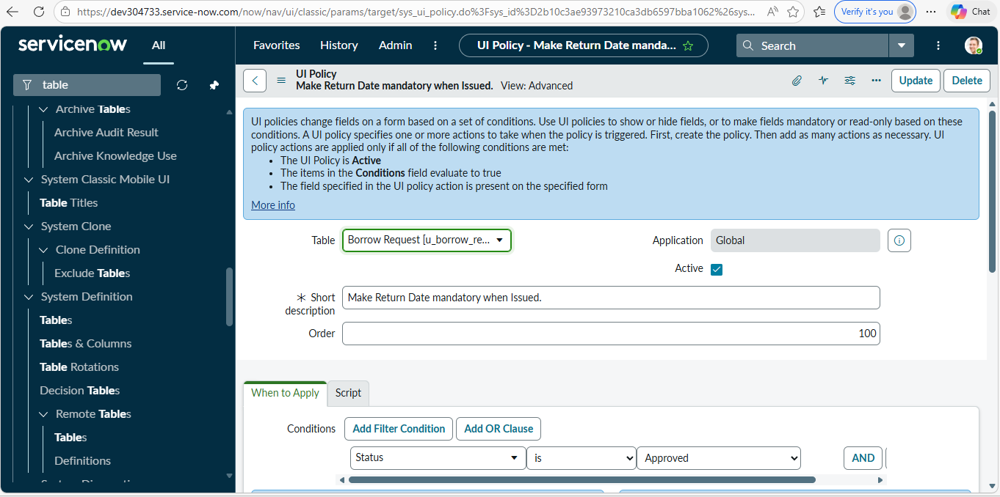 https://dev304733.service-now.com/now/nav/ui/classic/params/target/sys_ui_policy.do%3Fsys_id%3D2b10c3ae93973210ca3db6597bba1062%26sys...
Verify it's you
Chat
servicenow
All
Favorites
History
Admin
UI Policy - Make Return Date manda...
Search
table
Archive Tables
Archive Audit Result
Archive Knowledge Use
System Classic Mobile UI
Table Titles
System Clone
Clone Definition
Exclude Tables
System Definition
Tables
Tables & Columns
Table Rotations
Decision Tables
Remote Tables
Tables
Definitions
UI Policy
Make Return Date mandatory when Issued. View: Advanced
Update
Delete
UI policies change fields on a form based on a set of conditions. Use UI policies to show or hide fields, or to make fields mandatory or read-only based on these
conditions. A UI policy specifies one or more actions to take when the policy is triggered. First, create the policy. Then add as many actions as necessary. UI
policy actions are applied only if all of the following conditions are met:
• The UI Policy is Active
• The items in the Conditions field evaluate to true
• The field specified in the UI policy action is present on the specified form
More info
Table Borrow Request [u_borrow_re...
Application Global
Active
Short
description
Make Return Date mandatory when Issued.
Order 100
When to Apply
Script
Conditions Add Filter Condition Add OR Clause
Status is Approved AND